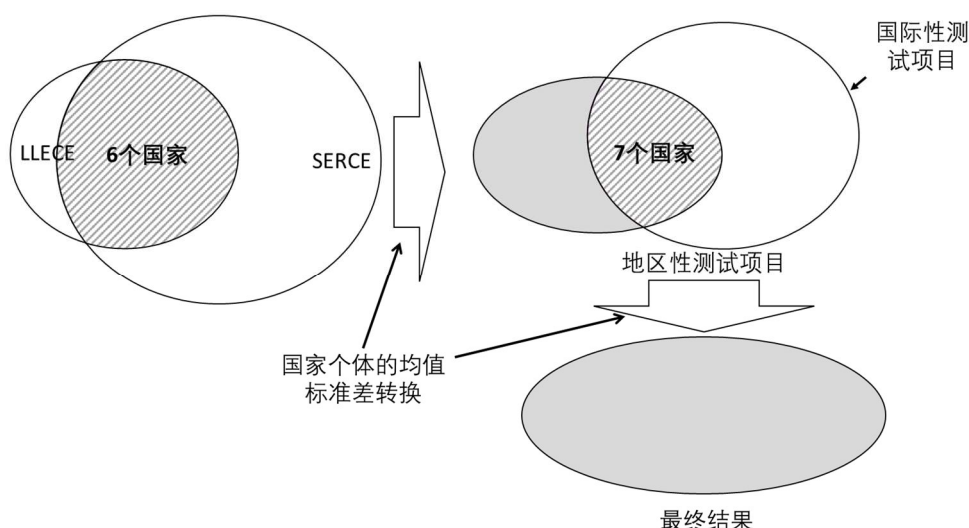 LLECE
6个国家
SERCE
国际性测
试项目
7个国家
地区性测试项目
国家个体的均值
标准差转换
最终结果